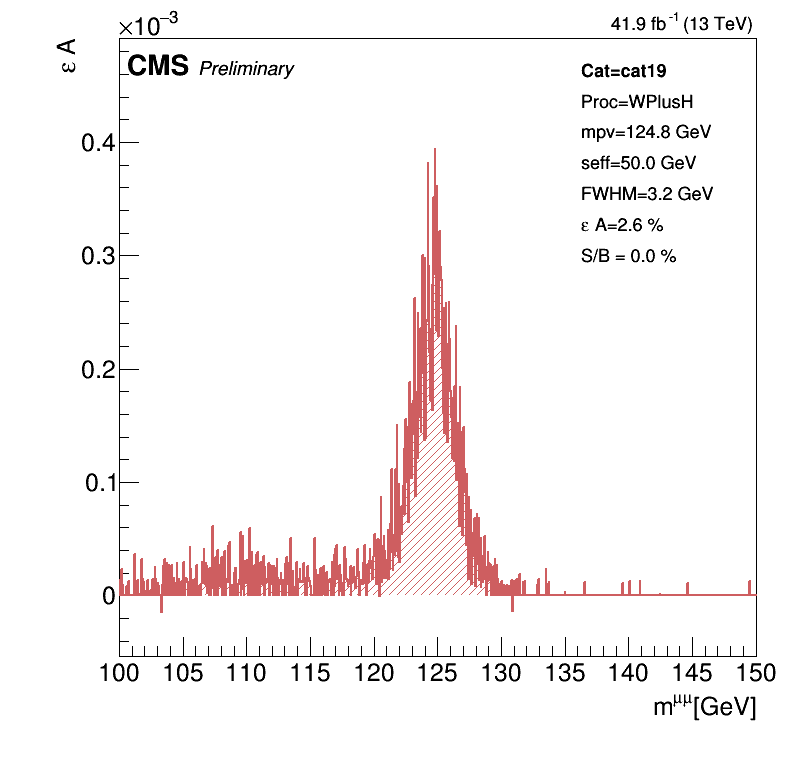 ×10⁻³
41.9 fb⁻¹ (13 TeV)
ε A
CMS Preliminary
Cat=cat19
Proc=WPlusH
mpv=124.8 GeV
seff=50.0 GeV
FWHM=3.2 GeV
ε A=2.6 %
S/B = 0.0 %
0.4
0.3
0.2
0.1
0
100 105 110 115 120 125 130 135 140 145 150
m^μμ[GeV]